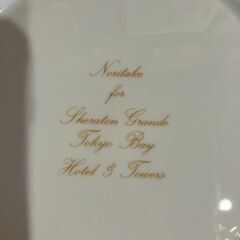 Noritake
for
Sheraton Grande
Tokyo Bay
Hotel & Towers